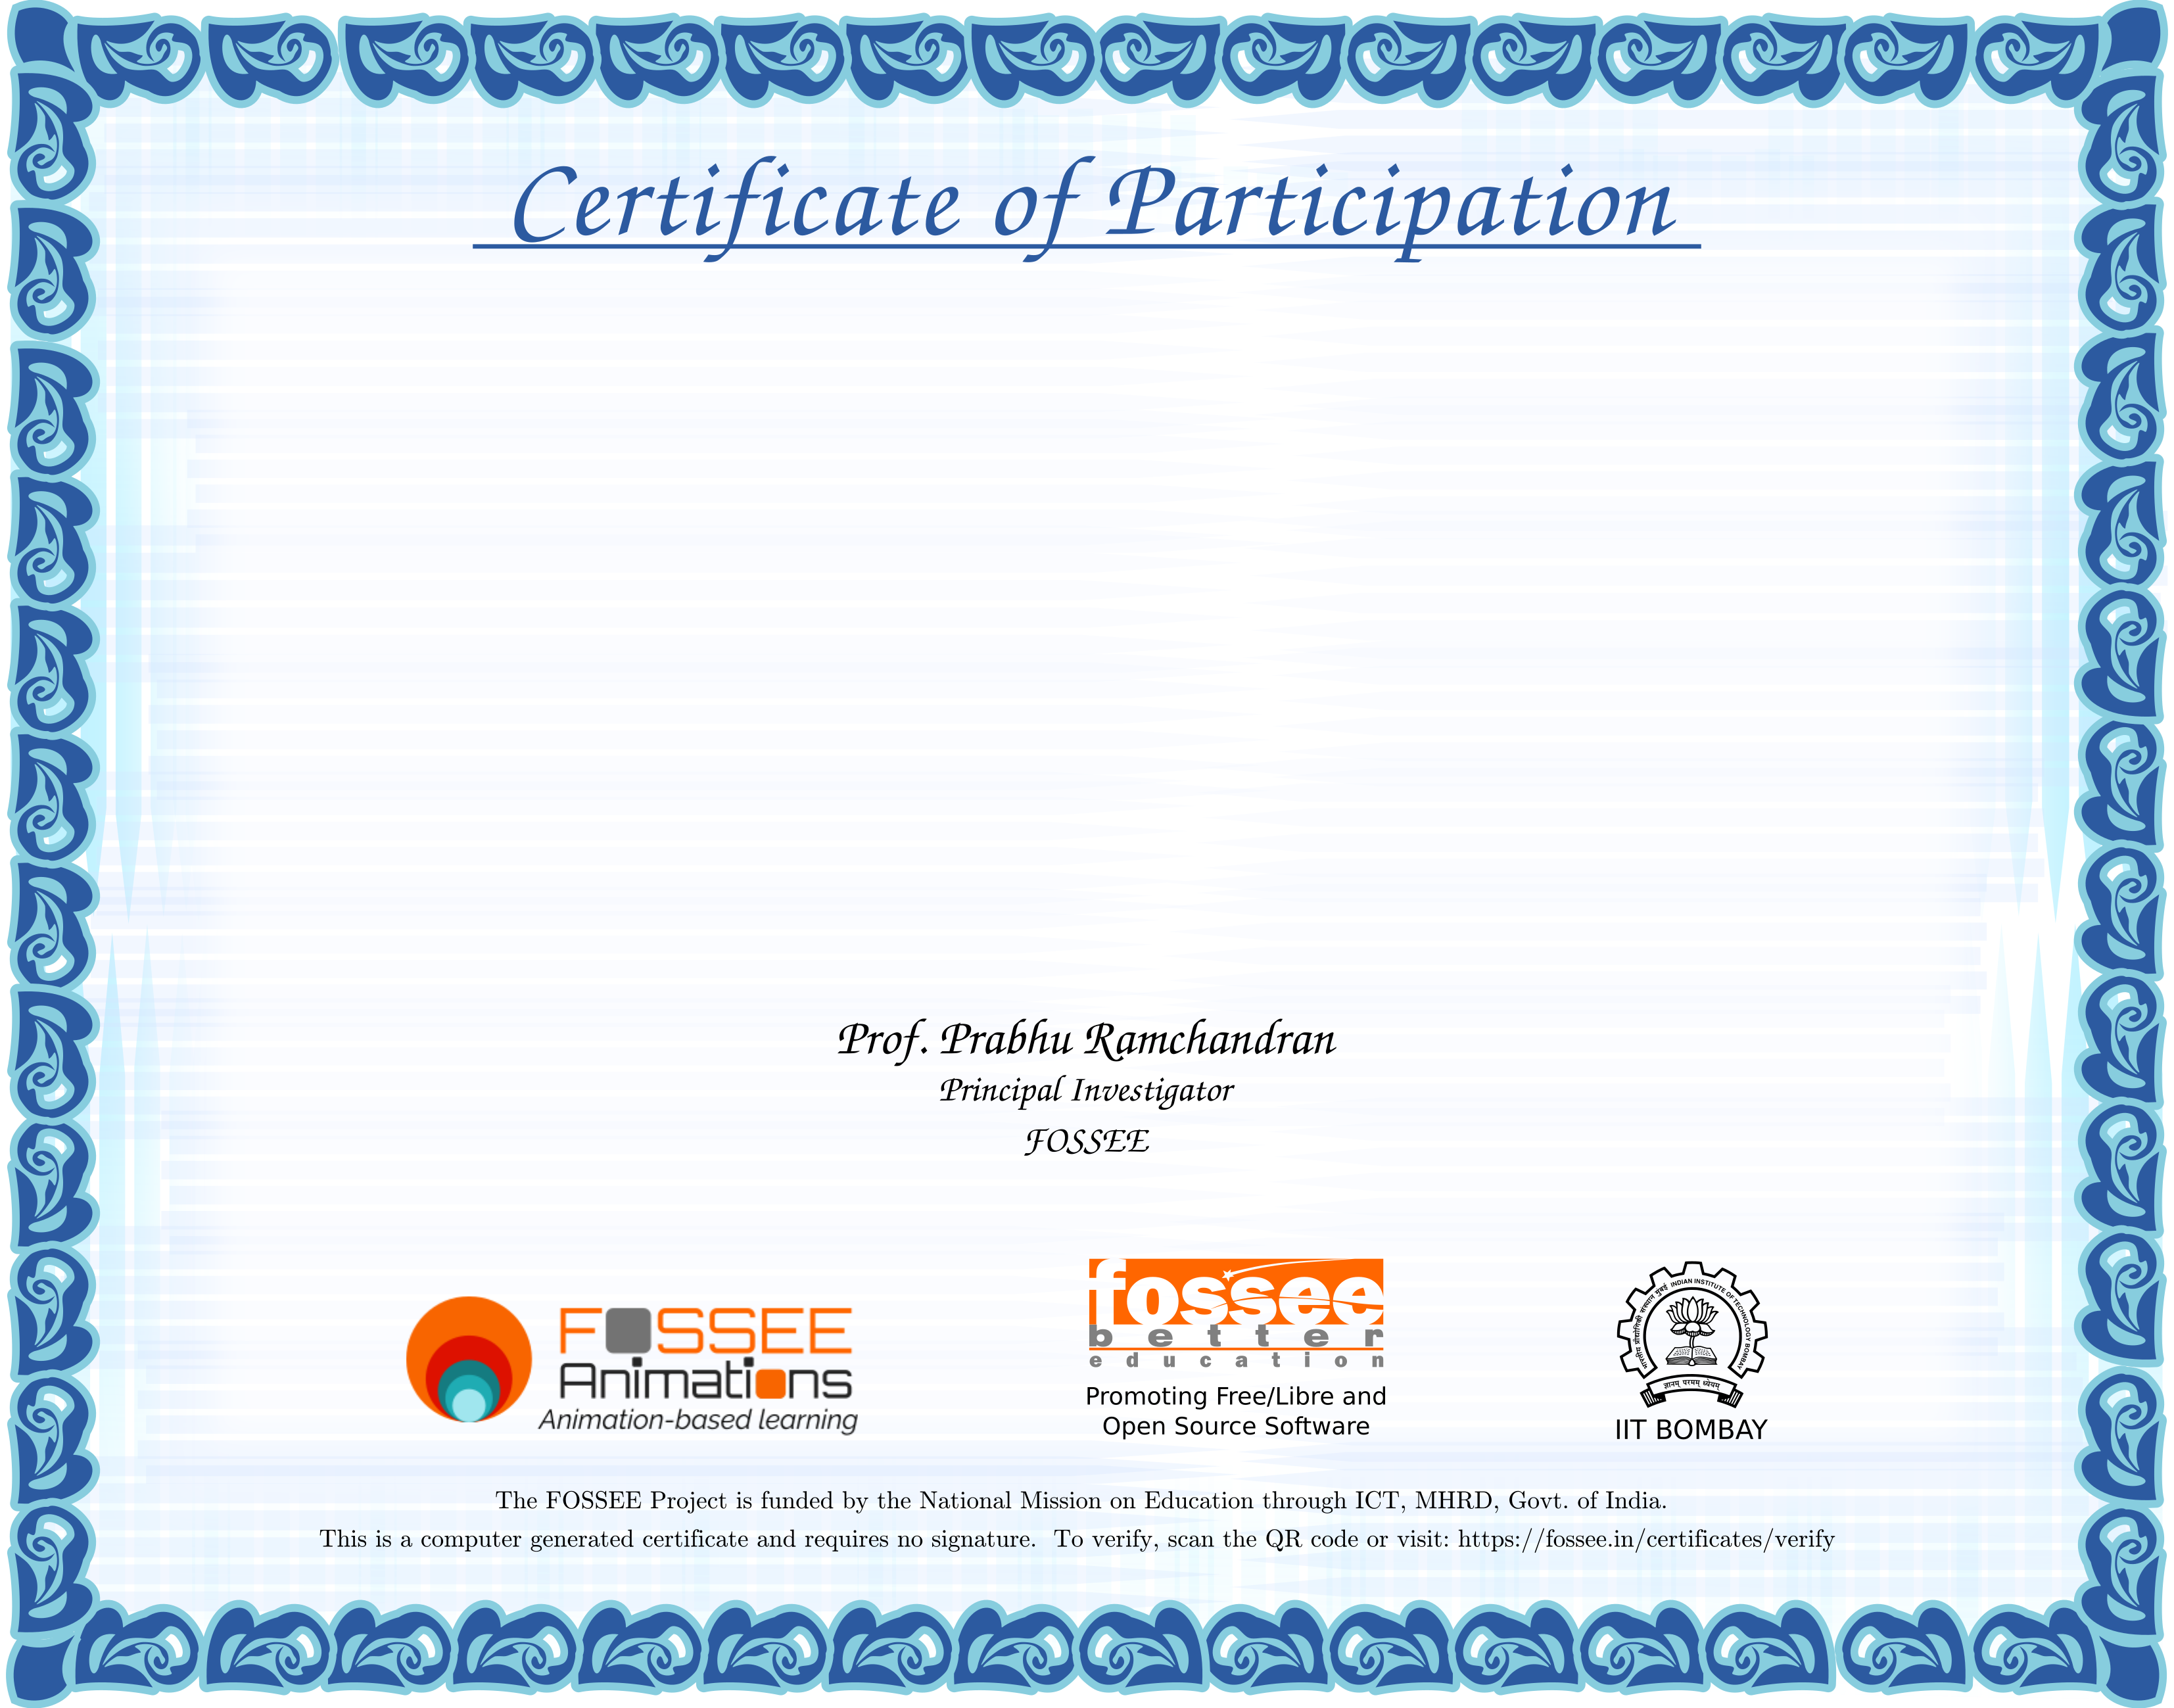 Certificate of Participation
Prof. Prabhu Ramchandran
Principal Investigator
FOSSEE
FOSSEE
Animations
Animation-based learning
fossee
better
education
Promoting Free/Libre and
Open Source Software
भारतीय प्रौद्योगिकी संस्थान मुंबई INDIAN INSTITUTE OF TECHNOLOGY BOMBAY
ज्ञानम् परमम् ध्येयम्
IIT BOMBAY
The FOSSEE Project is funded by the National Mission on Education through ICT, MHRD, Govt. of India.
This is a computer generated certificate and requires no signature. To verify, scan the QR code or visit: https://fossee.in/certificates/verify